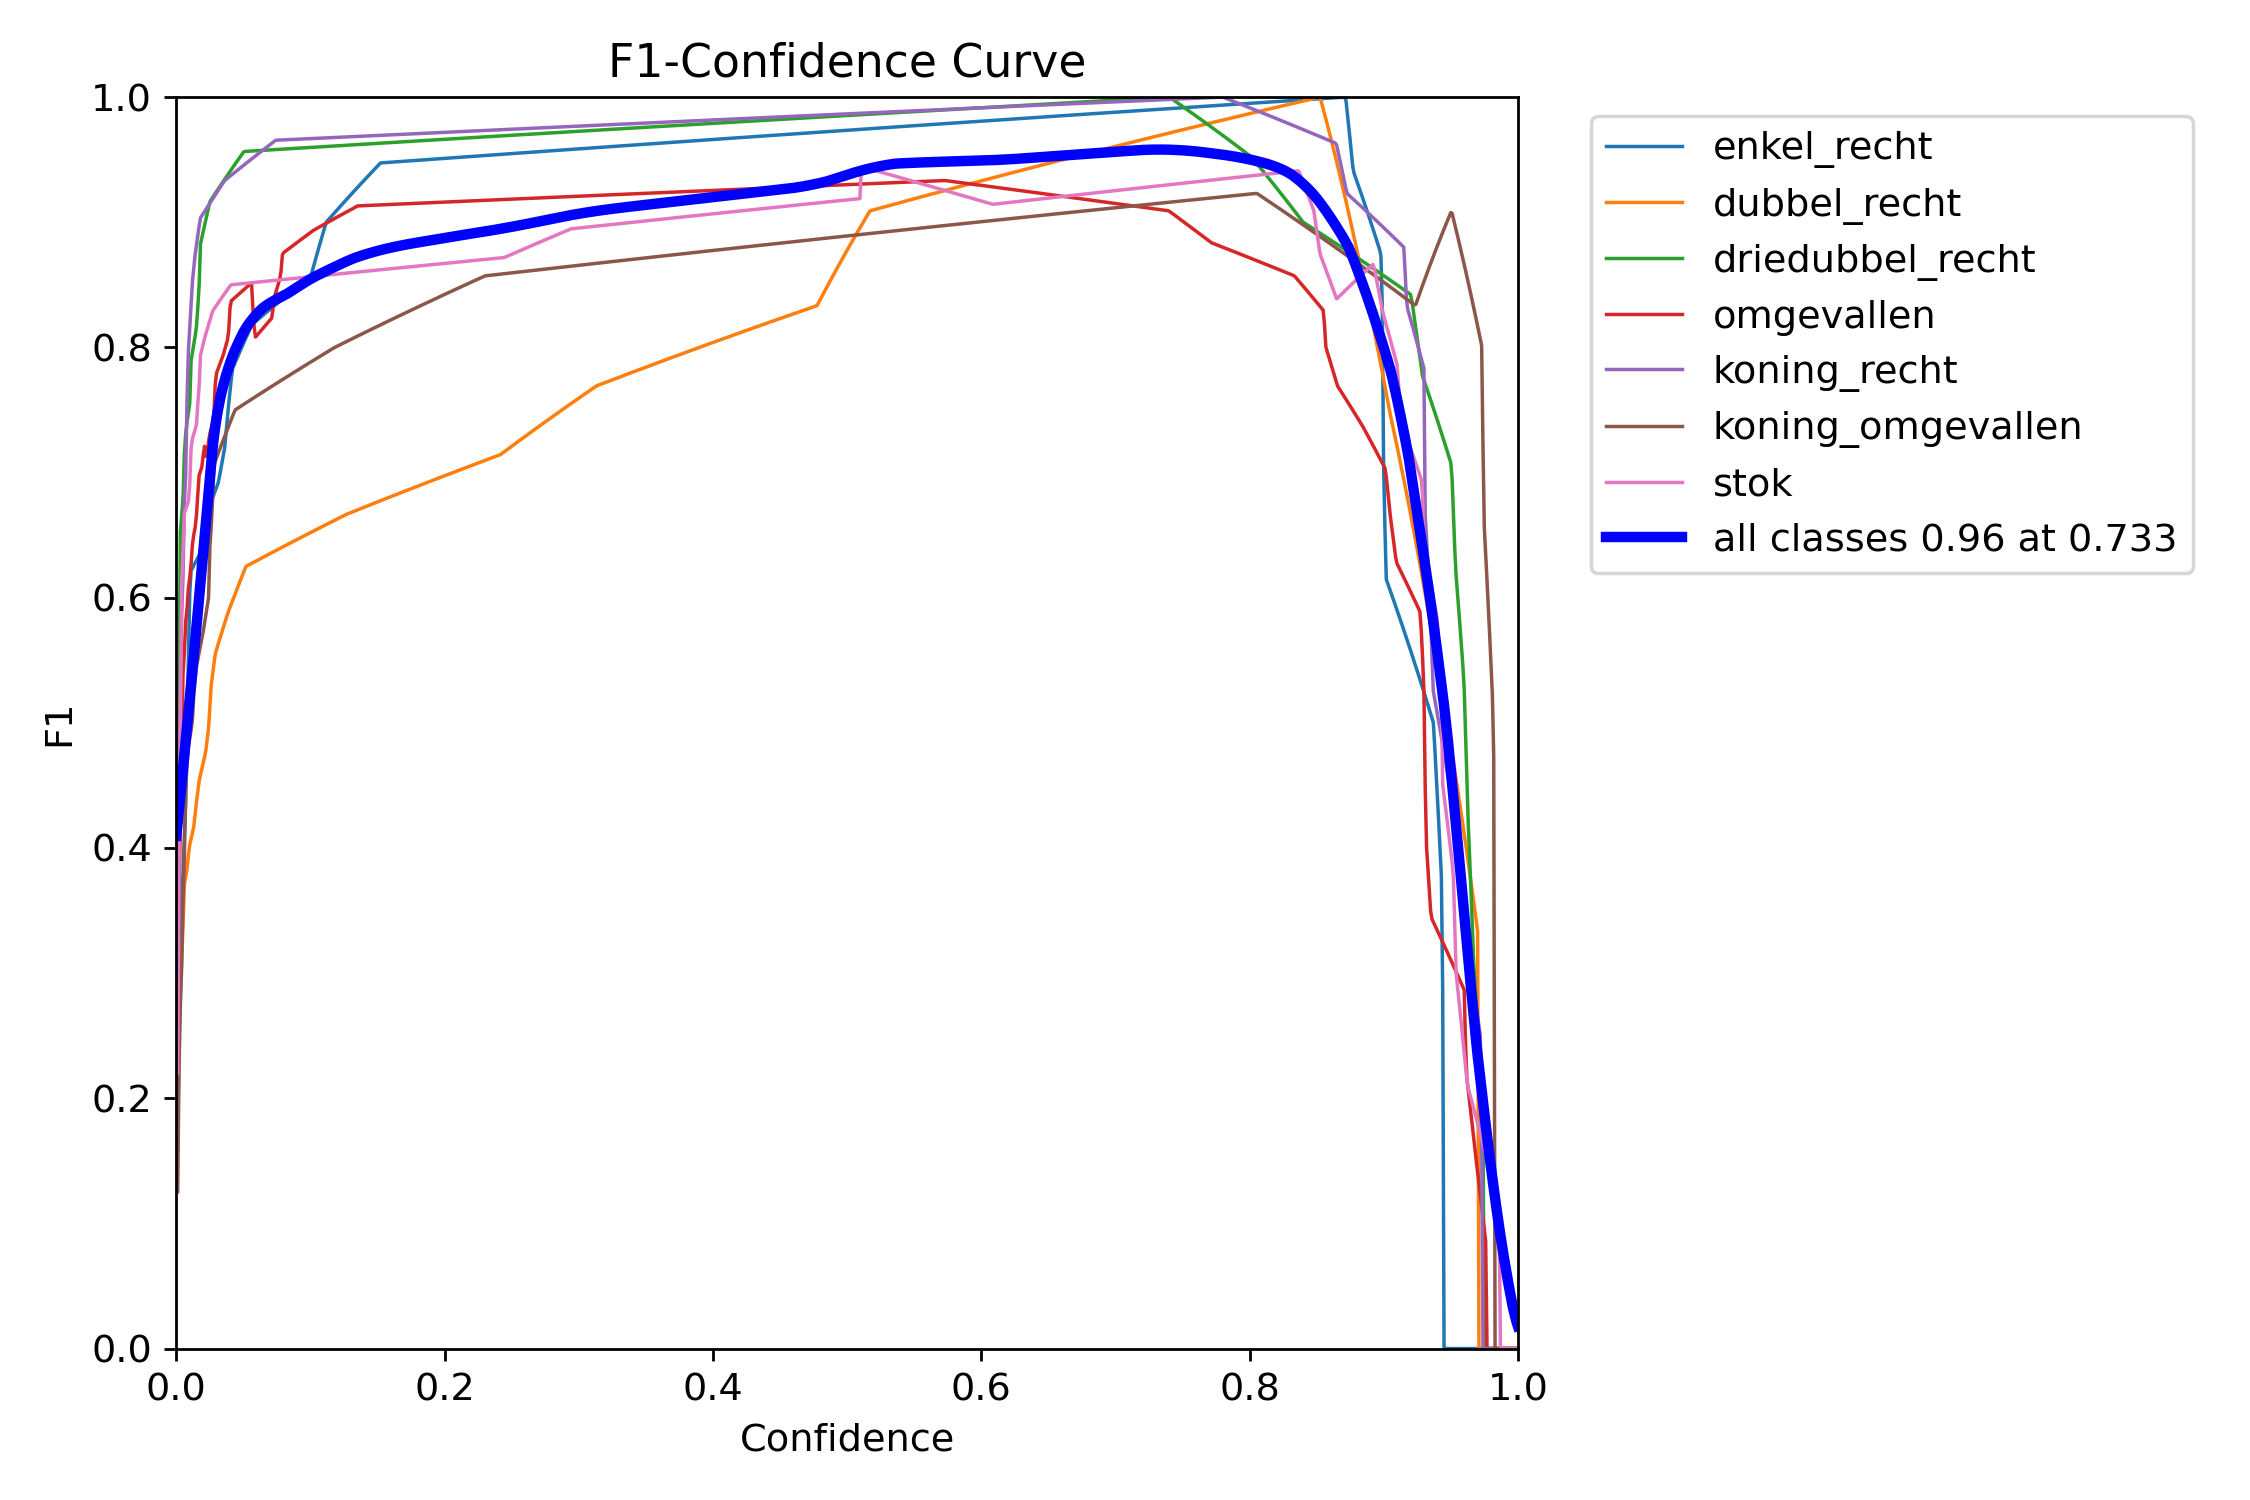 F1-Confidence Curve
1.0
0.8
0.6
0.4
0.2
0.0
F1
0.0 0.2 0.4 0.6 0.8 1.0
Confidence
enkel_recht
dubbel_recht
driedubbel_recht
omgevallen
koning_recht
koning_omgevallen
stok
all classes 0.96 at 0.733